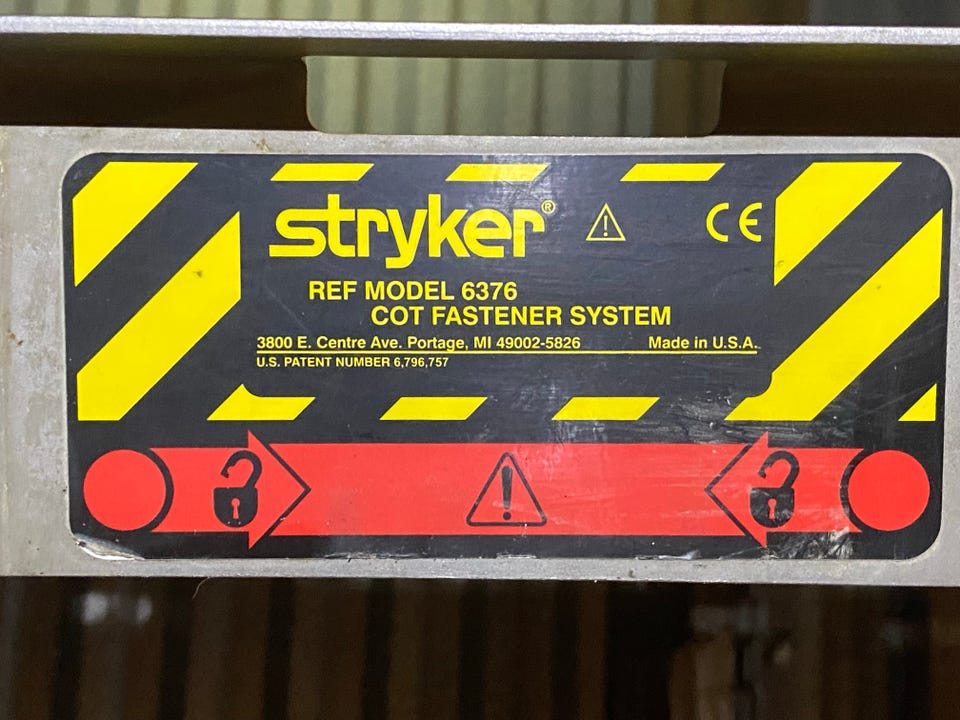 stryker®
CE
REF MODEL 6376
COT FASTENER SYSTEM
3800 E. Centre Ave. Portage, MI 49002-5826 Made in U.S.A.
U.S. PATENT NUMBER 6,796,757